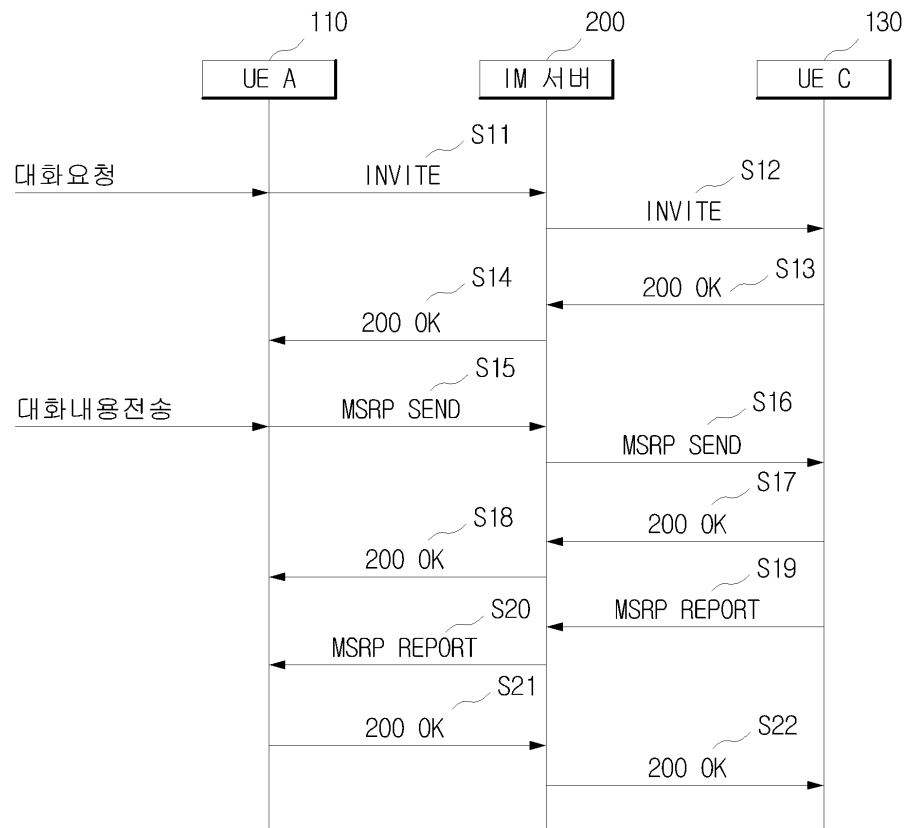 110
200
130
UE A
IM 서버
UE C
S11
대화요청
INVITE
S12
INVITE
S13
200 OK
S14
200 OK
S15
대화내용전송
MSRP SEND
S16
MSRP SEND
S17
200 OK
S18
200 OK
S19
MSRP REPORT
S20
MSRP REPORT
S21
200 OK
S22
200 OK